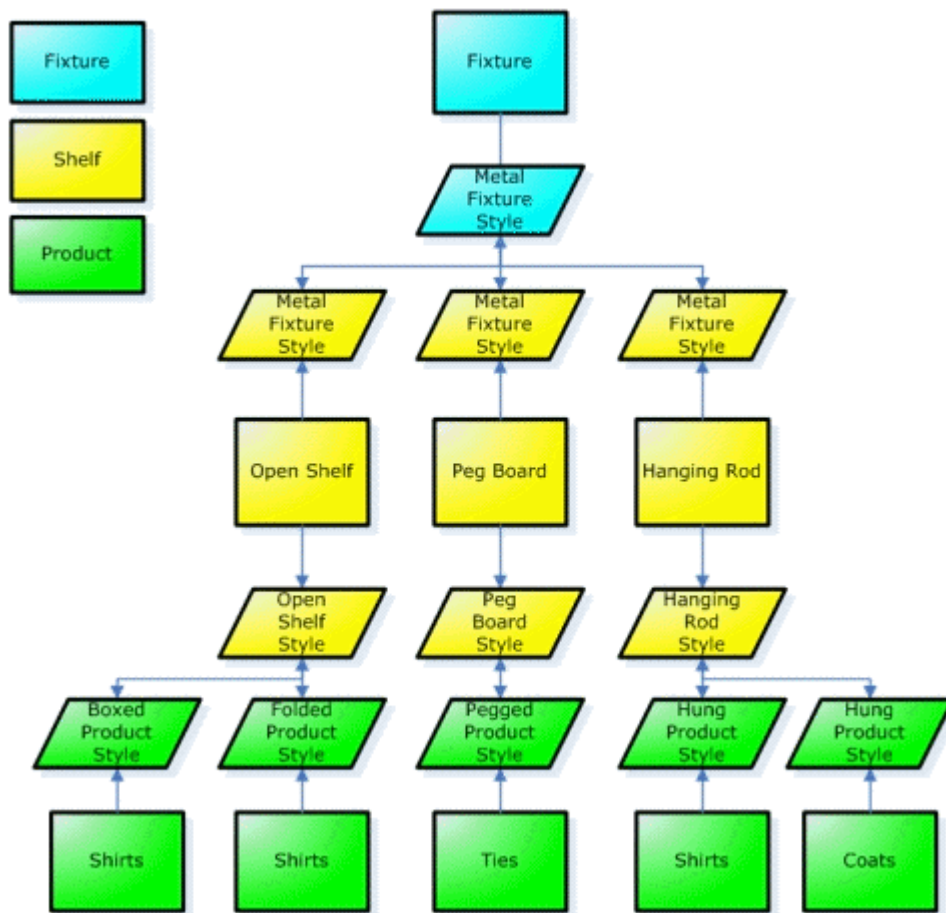 Fixture
Fixture
Shelf
Product
Metal
Fixture
Style
Metal
Fixture
Style
Metal
Fixture
Style
Metal
Fixture
Style
Open Shelf
Peg Board
Hanging Rod
Open
Shelf
Style
Peg
Board
Style
Hanging
Rod
Style
Boxed
Product
Style
Folded
Product
Style
Pegged
Product
Style
Hung
Product
Style
Hung
Product
Style
Shirts
Shirts
Ties
Shirts
Coats